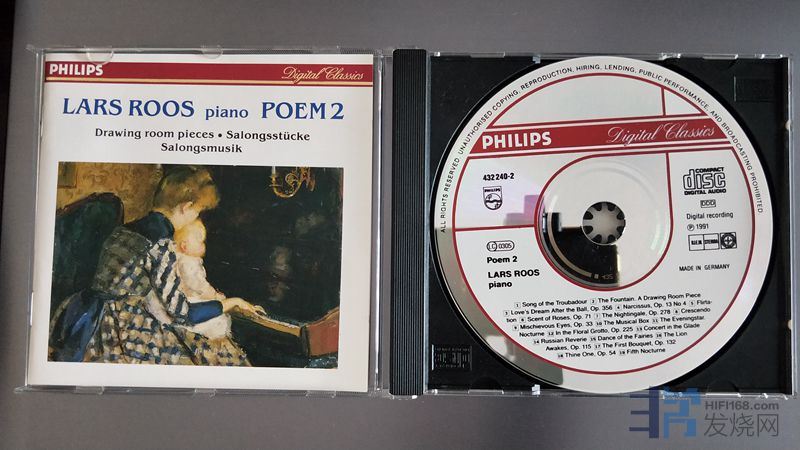 PHILIPS
Digital Classics
LARS ROOS piano POEM 2
Drawing room pieces • Salongsstücke
Salongsmusik
ALL RIGHTS RESERVED. UNAUTHORISED COPYING, REPRODUCTION, HIRING, LENDING, PUBLIC PERFORMANCE, AND BROADCASTING PROHIBITED.
PHILIPS
Digital Classics
432 240-2
PHILIPS
COMPACT
disc
DIGITAL AUDIO
DDD
Digital recording
Ⓟ 1991
LC 0305
Poem 2
LARS ROOS
piano
MADE IN GERMANY
1 Song of the Troubadour 2 The Fountain. A Drawing Room Piece
3 Love's Dream After the Ball, Op. 356 4 Narcissus, Op. 13 No 4 5 Flirta-
tion 6 Scent of Roses, Op. 71 7 The Nightingale, Op. 278 8 Crescendo
9 Mischievous Eyes, Op. 33 10 The Musical Box 11 The Eveningstar.
Nocturne 12 In the Floral Grotto, Op. 225 13 Concert in the Glade
14 Russian Reverie 15 Dance of the Fairies 16 The Lion
Awakes, Op. 115 17 The First Bouquet, Op. 132
18 Thine One, Op. 54 19 Fifth Nocturne
HIFI168.com
发烧网